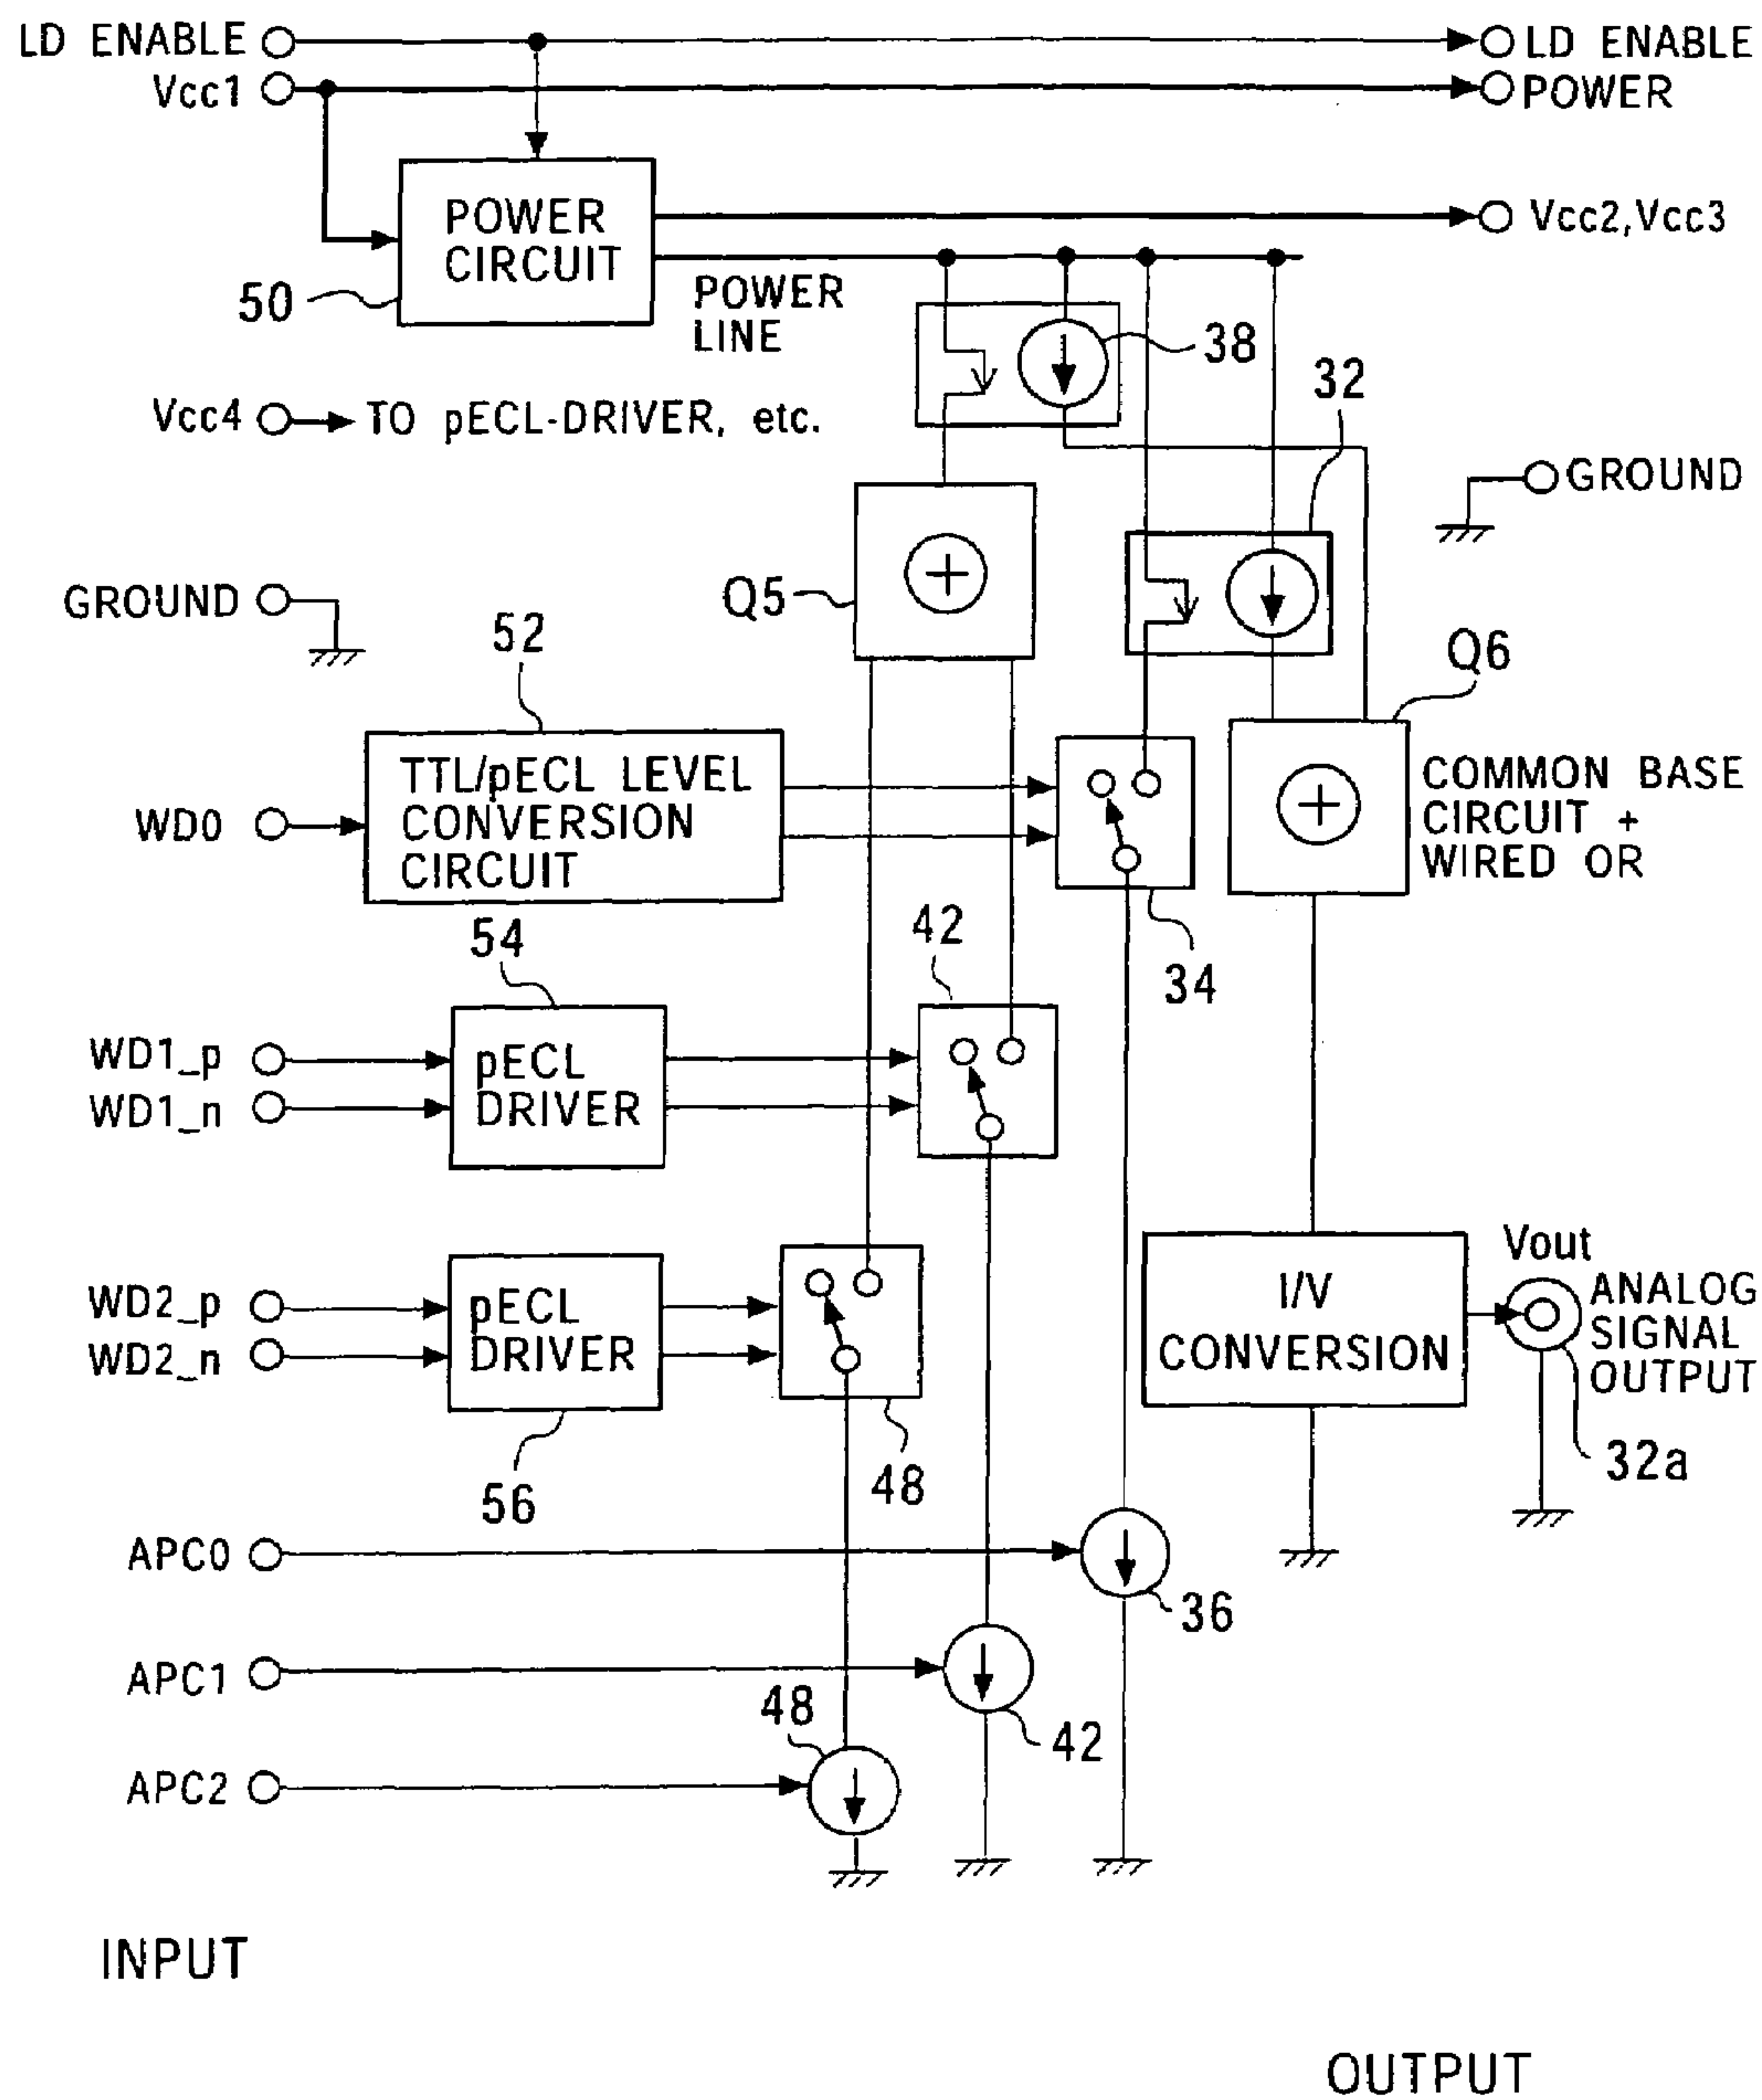 LD ENABLE
LD ENABLE
Vcc1
POWER
POWER
CIRCUIT
Vcc2,Vcc3
50
POWER
LINE
38
32
Vcc4
TO pECL-DRIVER, etc.
GROUND
GROUND
Q5
52
Q6
TTL/pECL LEVEL
CONVERSION
CIRCUIT
COMMON BASE
CIRCUIT +
WIRED OR
WD0
54
42
34
WD1_p
WD1_n
pECL
DRIVER
Vout
WD2_p
WD2_n
pECL
DRIVER
I/V
CONVERSION
ANALOG
SIGNAL
OUTPUT
48
32a
56
APC0
36
APC1
48
42
APC2
INPUT
OUTPUT